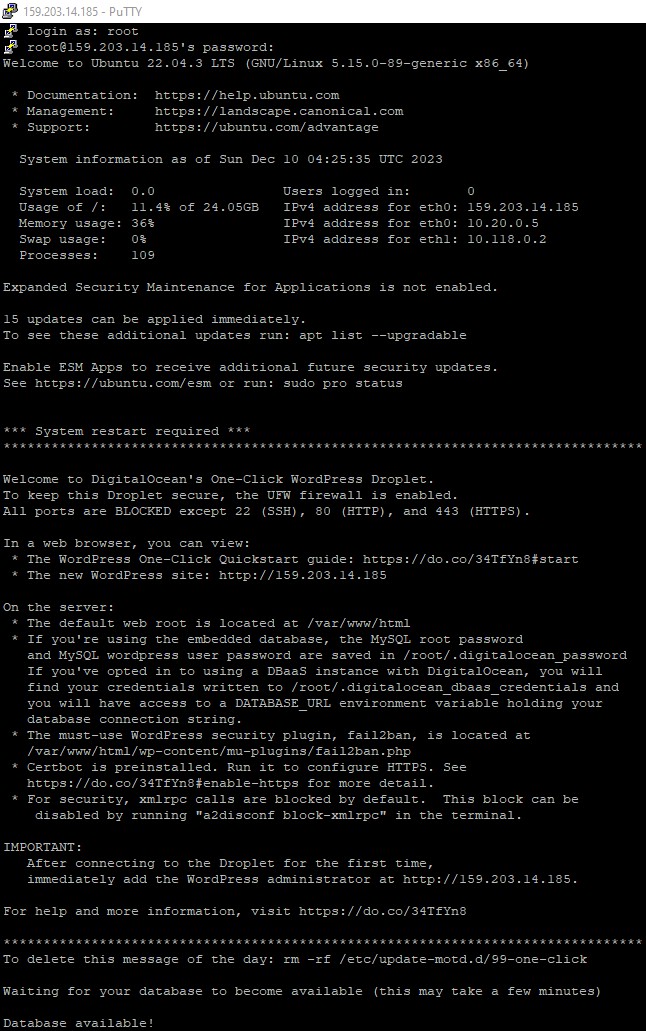 159.203.14.185 - PuTTY
login as: root
root@159.203.14.185's password:
Welcome to Ubuntu 22.04.3 LTS (GNU/Linux 5.15.0-89-generic x86_64)
* Documentation:  https://help.ubuntu.com
* Management:     https://landscape.canonical.com
* Support:        https://ubuntu.com/advantage
System information as of Sun Dec 10 04:25:35 UTC 2023
System load:  0.0                Users logged in:       0
Usage of /:   11.4% of 24.05GB   IPv4 address for eth0: 159.203.14.185
Memory usage: 36%                IPv4 address for eth0: 10.20.0.5
Swap usage:   0%                 IPv4 address for eth1: 10.118.0.2
Processes:    109
Expanded Security Maintenance for Applications is not enabled.
15 updates can be applied immediately.
To see these additional updates run: apt list --upgradable
Enable ESM Apps to receive additional future security updates.
See https://ubuntu.com/esm or run: sudo pro status
*** System restart required ***
********************************************************************************
Welcome to DigitalOcean's One-Click WordPress Droplet.
To keep this Droplet secure, the UFW firewall is enabled.
All ports are BLOCKED except 22 (SSH), 80 (HTTP), and 443 (HTTPS).
In a web browser, you can view:
* The WordPress One-Click Quickstart guide: https://do.co/34TfYn8#start
* The new WordPress site: http://159.203.14.185
On the server:
* The default web root is located at /var/www/html
* If you're using the embedded database, the MySQL root password
and MySQL wordpress user password are saved in /root/.digitalocean_password
If you've opted in to using a DBaaS instance with DigitalOcean, you will
find your credentials written to /root/.digitalocean_dbaas_credentials and
you will have access to a DATABASE_URL environment variable holding your
database connection string.
* The must-use WordPress security plugin, fail2ban, is located at
/var/www/html/wp-content/mu-plugins/fail2ban.php
* Certbot is preinstalled. Run it to configure HTTPS. See
https://do.co/34TfYn8#enable-https for more detail.
* For security, xmlrpc calls are blocked by default.  This block can be
disabled by running "a2disconf block-xmlrpc" in the terminal.
IMPORTANT:
After connecting to the Droplet for the first time,
immediately add the WordPress administrator at http://159.203.14.185.
For help and more information, visit https://do.co/34TfYn8
********************************************************************************
To delete this message of the day: rm -rf /etc/update-motd.d/99-one-click
Waiting for your database to become available (this may take a few minutes)
Database available!